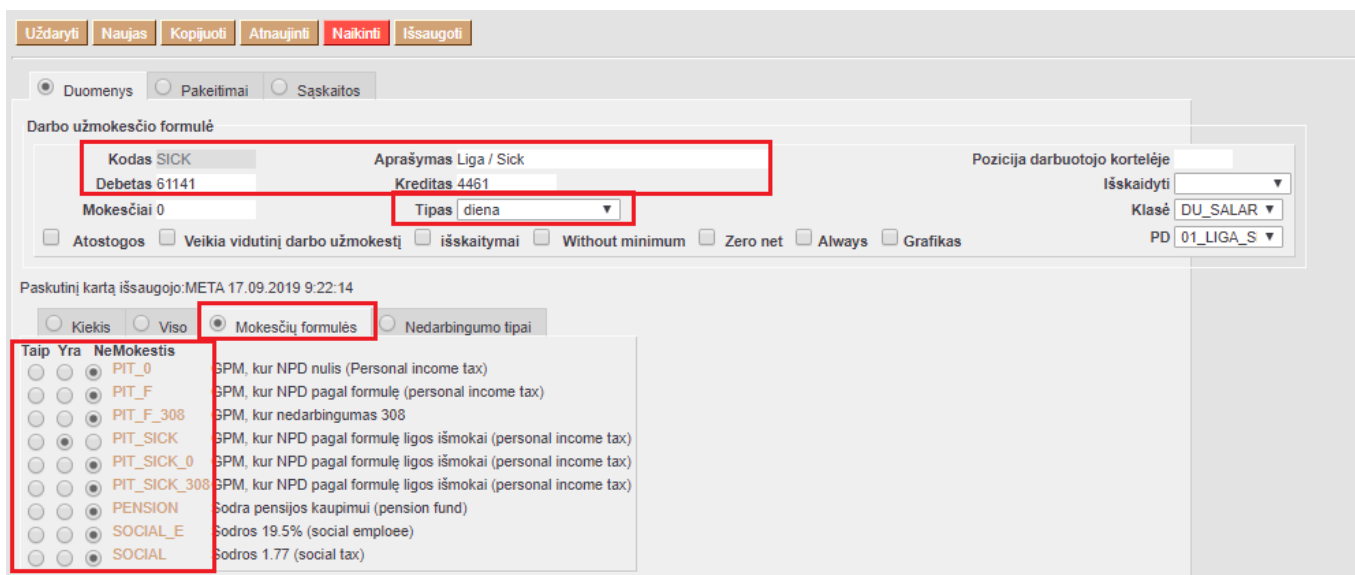 Uždaryti Naujas Kopijuoti Atnaujinti Naikinti Išsaugoti
Duomenys Pakeitimai Sąskaitos
Darbo užmokesčio formulė
Kodas SICK Aprašymas Liga / Sick Pozicija darbuotojo kortelėje
Debetas 61141 Kreditas 4461 Išskaidyti
Mokesčiai 0 Tipas diena Klasė DU_SALAR
Atostogos Veikia vidutinį darbo užmokestį išskaitymai Without minimum Zero net Always Grafikas PD 01_LIGA_S
Paskutinį kartą išsaugojo:META 17.09.2019 9:22:14
Kiekis Viso Mokesčių formulės Nedarbingumo tipai
Taip Yra Ne Mokestis
PIT_0 GPM, kur NPD nulis (Personal income tax)
PIT_F GPM, kur NPD pagal formulę (personal income tax)
PIT_F_308 GPM, kur nedarbingumas 308
PIT_SICK GPM, kur NPD pagal formulę ligos išmokai (personal income tax)
PIT_SICK_0 GPM, kur NPD pagal formulę ligos išmokai (personal income tax)
PIT_SICK_308 GPM, kur NPD pagal formulę ligos išmokai (personal income tax)
PENSION Sodra pensijos kaupimui (pension fund)
SOCIAL_E Sodros 19.5% (social emploee)
SOCIAL Sodros 1.77 (social tax)